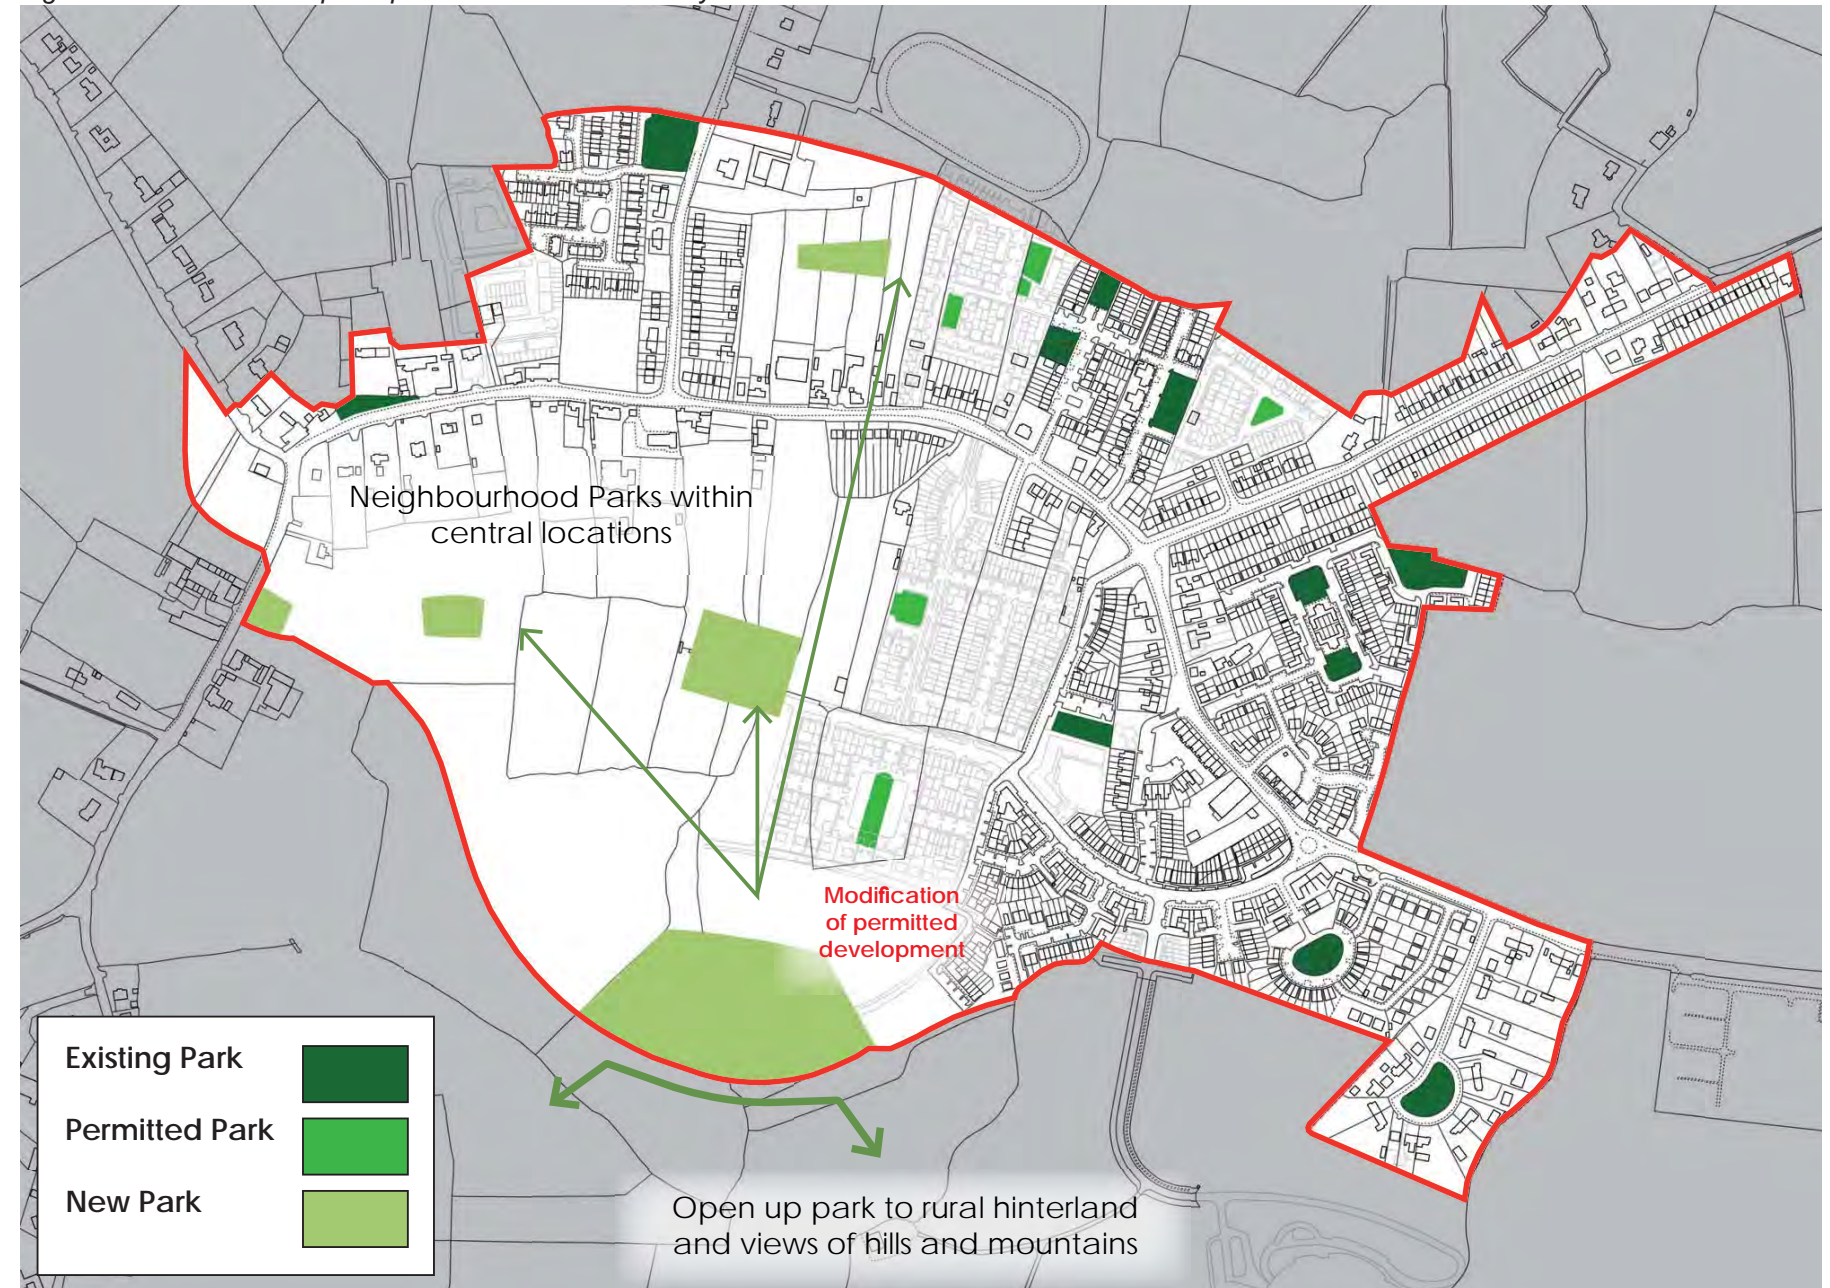 Neighbourhood Parks within
central locations
Modification
of permitted
development
Existing Park
Permitted Park
New Park
Open up park to rural hinterland
and views of hills and mountains